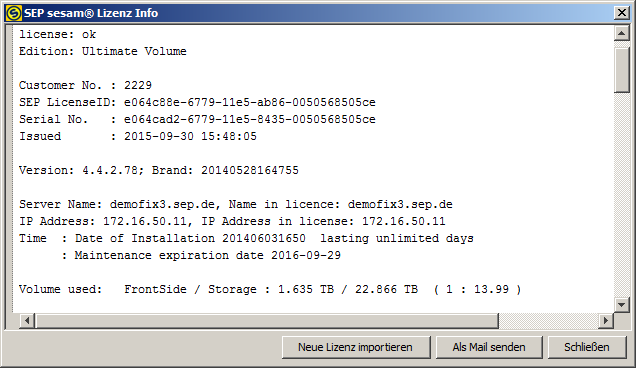 SEP sesam® Lizenz Info
license: ok
Edition: Ultimate Volume
Customer No. : 2229
SEP LicenseID: e064c88e-6779-11e5-ab86-0050568505ce
Serial No.   : e064cad2-6779-11e5-8435-0050568505ce
Issued       : 2015-09-30 15:48:05
Version: 4.4.2.78; Brand: 20140528164755
Server Name: demofix3.sep.de, Name in licence: demofix3.sep.de
IP Address: 172.16.50.11, IP Address in license: 172.16.50.11
Time  : Date of Installation 201406031650  lasting unlimited days
      : Maintenance expiration date 2016-09-29
Volume used:   FrontSide / Storage : 1.635 TB / 22.866 TB  ( 1 : 13.99 )
Neue Lizenz importieren Als Mail senden Schließen